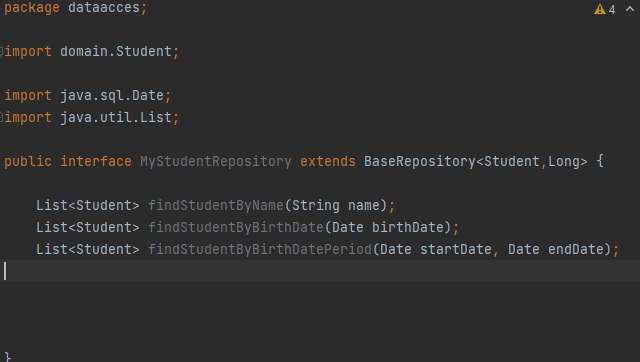 package dataacces;
4
import domain.Student;
import java.sql.Date;
import java.util.List;
public interface MyStudentRepository extends BaseRepository<Student,Long> {
List<Student> findStudentByName(String name);
List<Student> findStudentByBirthDate(Date birthDate);
List<Student> findStudentByBirthDatePeriod(Date startDate, Date endDate);
}